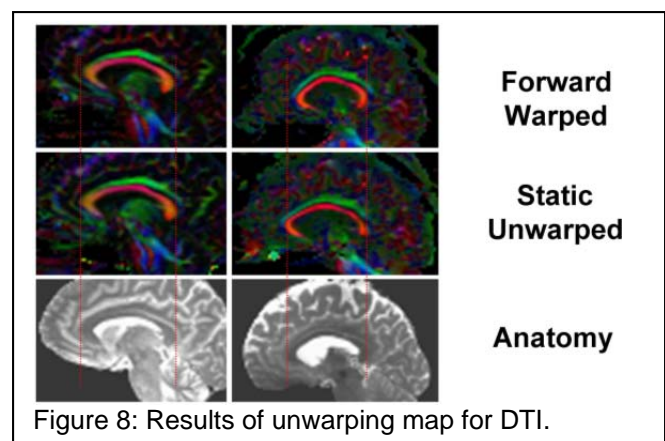 Forward
Warped
Static
Unwarped
Anatomy
Figure 8: Results of unwarping map for DTI.